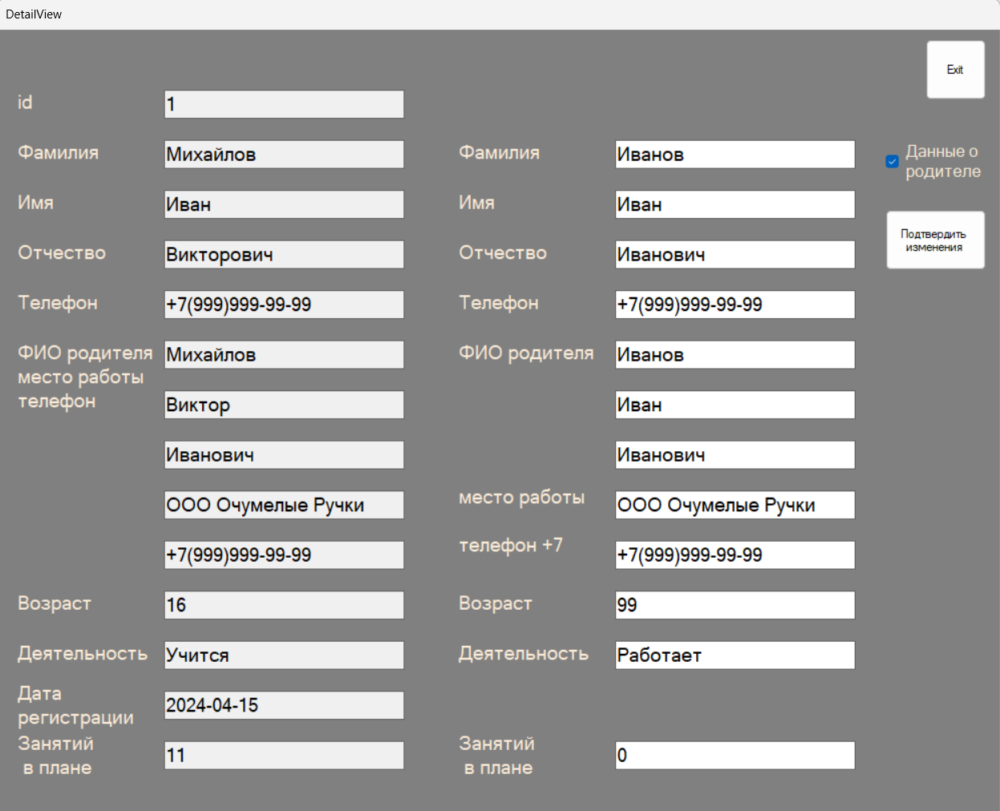 DetailView
Exit
id
1
Фамилия
Михайлов
Фамилия
Иванов
Данные о
родителе
Имя
Иван
Имя
Иван
Подтвердить
изменения
Отчество
Викторович
Отчество
Иванович
Телефон
+7(999)999-99-99
Телефон
+7(999)999-99-99
ФИО родителя
место работы
телефон
Михайлов
ФИО родителя
Иванов
Виктор
Иван
Иванович
Иванович
ООО Очумелые Ручки
место работы
ООО Очумелые Ручки
+7(999)999-99-99
телефон +7
+7(999)999-99-99
Возраст
16
Возраст
99
Деятельность
Учится
Деятельность
Работает
Дата
регистрации
2024-04-15
Занятий
в плане
11
Занятий
в плане
0